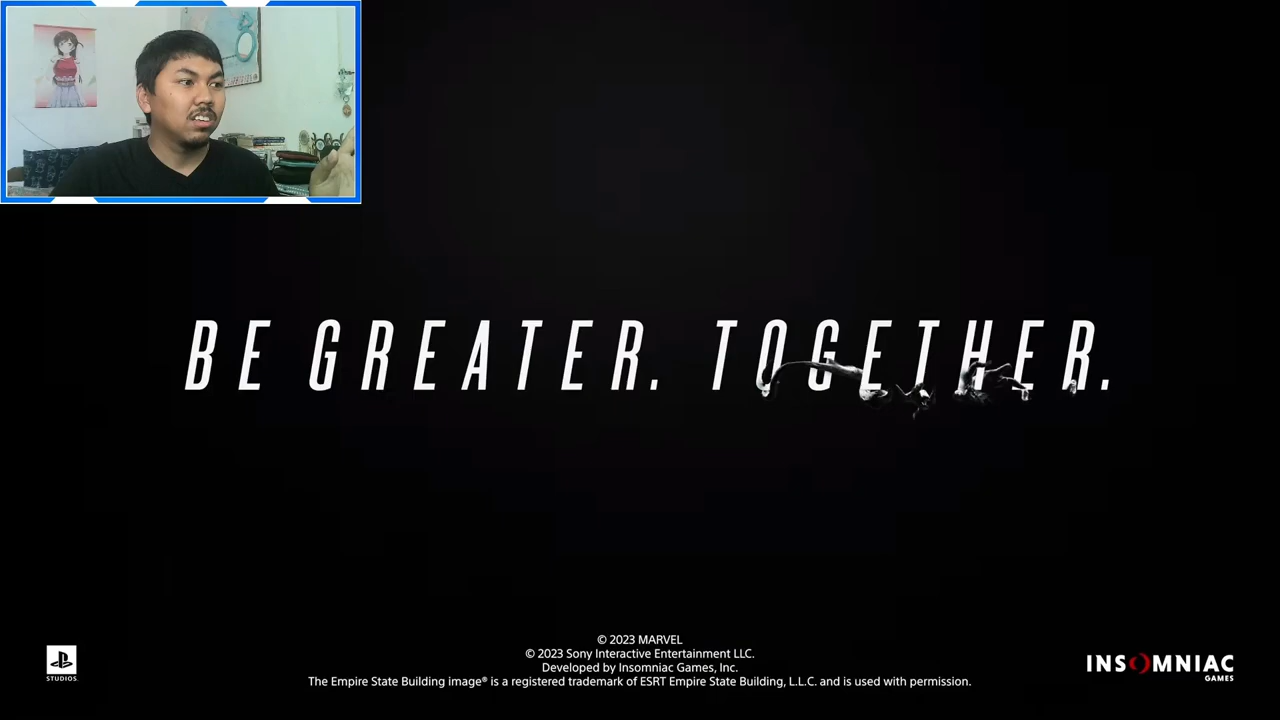 BE GREATER. TOGETHER.
© 2023 MARVEL
© 2023 Sony Interactive Entertainment LLC.
Developed by Insomniac Games, Inc.
The Empire State Building image® is a registered trademark of ESRT Empire State Building, L.L.C. and is used with permission.
STUDIOS
INSOMNIAC
GAMES